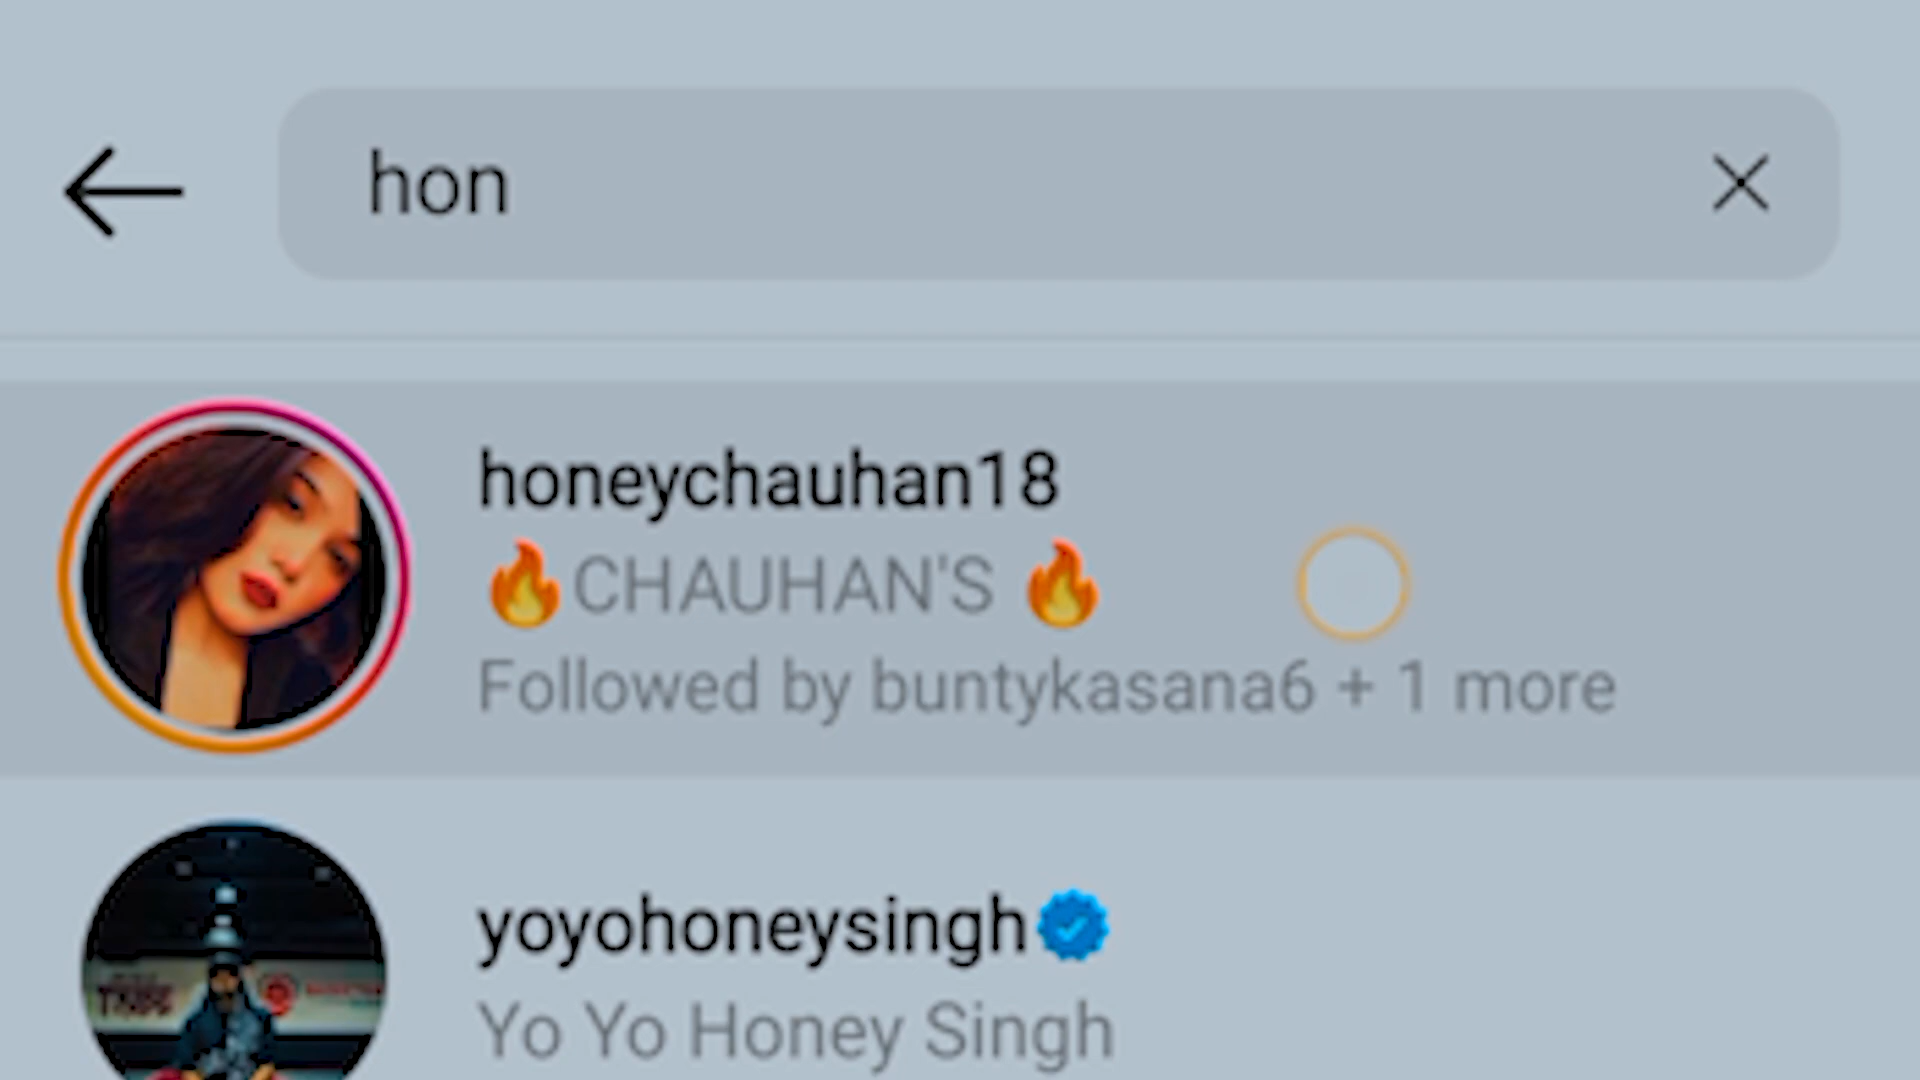 hon
honeychauhan18
🔥CHAUHAN'S 🔥
Followed by buntykasana6 + 1 more
yoyohoneysingh
Yo Yo Honey Singh